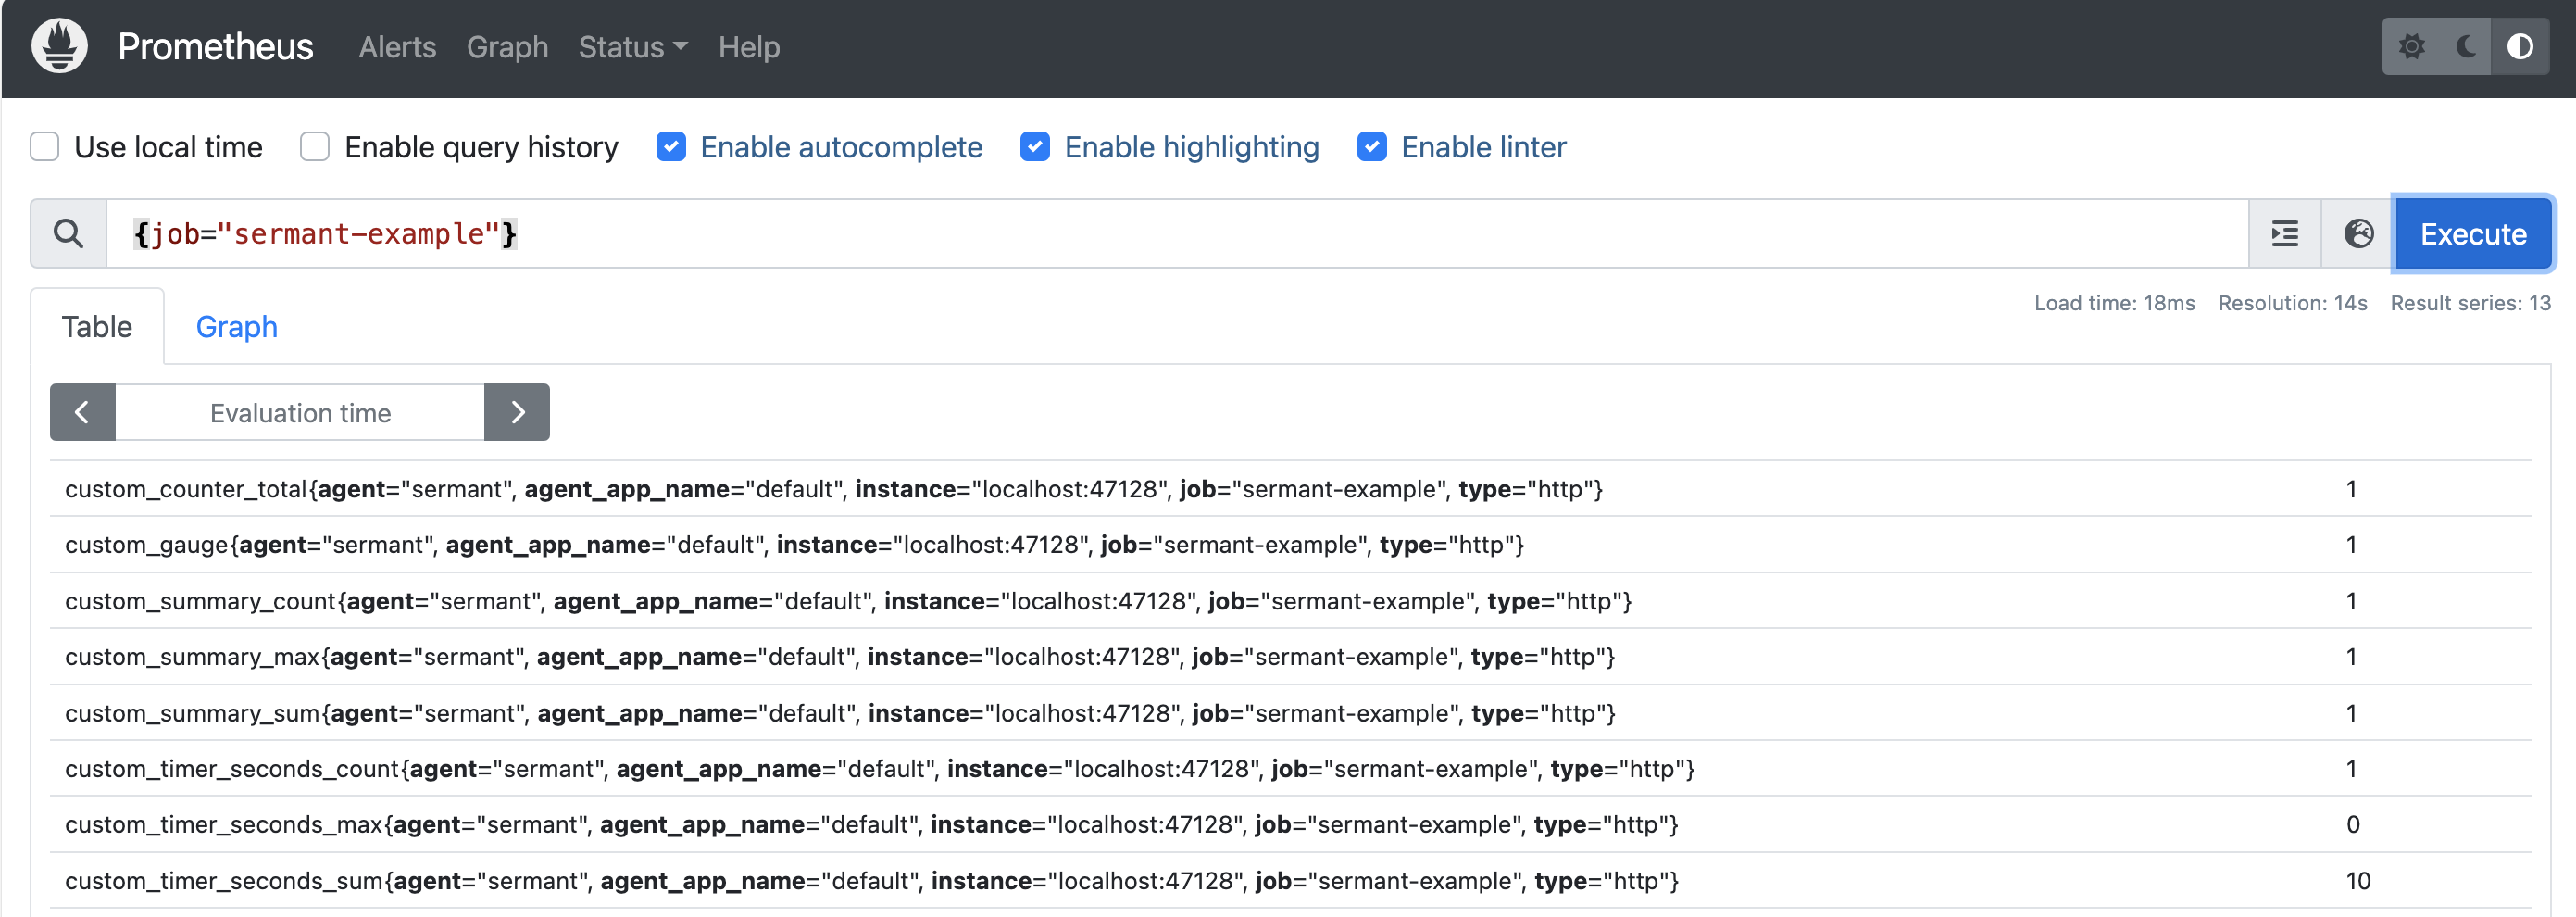 Prometheus Alerts Graph Status Help
Use local time Enable query history Enable autocomplete Enable highlighting Enable linter
{job="sermant-example"} Execute
Table Graph Load time: 18ms Resolution: 14s Result series: 13
Evaluation time
custom_counter_total{agent="sermant", agent_app_name="default", instance="localhost:47128", job="sermant-example", type="http"} 1
custom_gauge{agent="sermant", agent_app_name="default", instance="localhost:47128", job="sermant-example", type="http"} 1
custom_summary_count{agent="sermant", agent_app_name="default", instance="localhost:47128", job="sermant-example", type="http"} 1
custom_summary_max{agent="sermant", agent_app_name="default", instance="localhost:47128", job="sermant-example", type="http"} 1
custom_summary_sum{agent="sermant", agent_app_name="default", instance="localhost:47128", job="sermant-example", type="http"} 1
custom_timer_seconds_count{agent="sermant", agent_app_name="default", instance="localhost:47128", job="sermant-example", type="http"} 1
custom_timer_seconds_max{agent="sermant", agent_app_name="default", instance="localhost:47128", job="sermant-example", type="http"} 0
custom_timer_seconds_sum{agent="sermant", agent_app_name="default", instance="localhost:47128", job="sermant-example", type="http"} 10